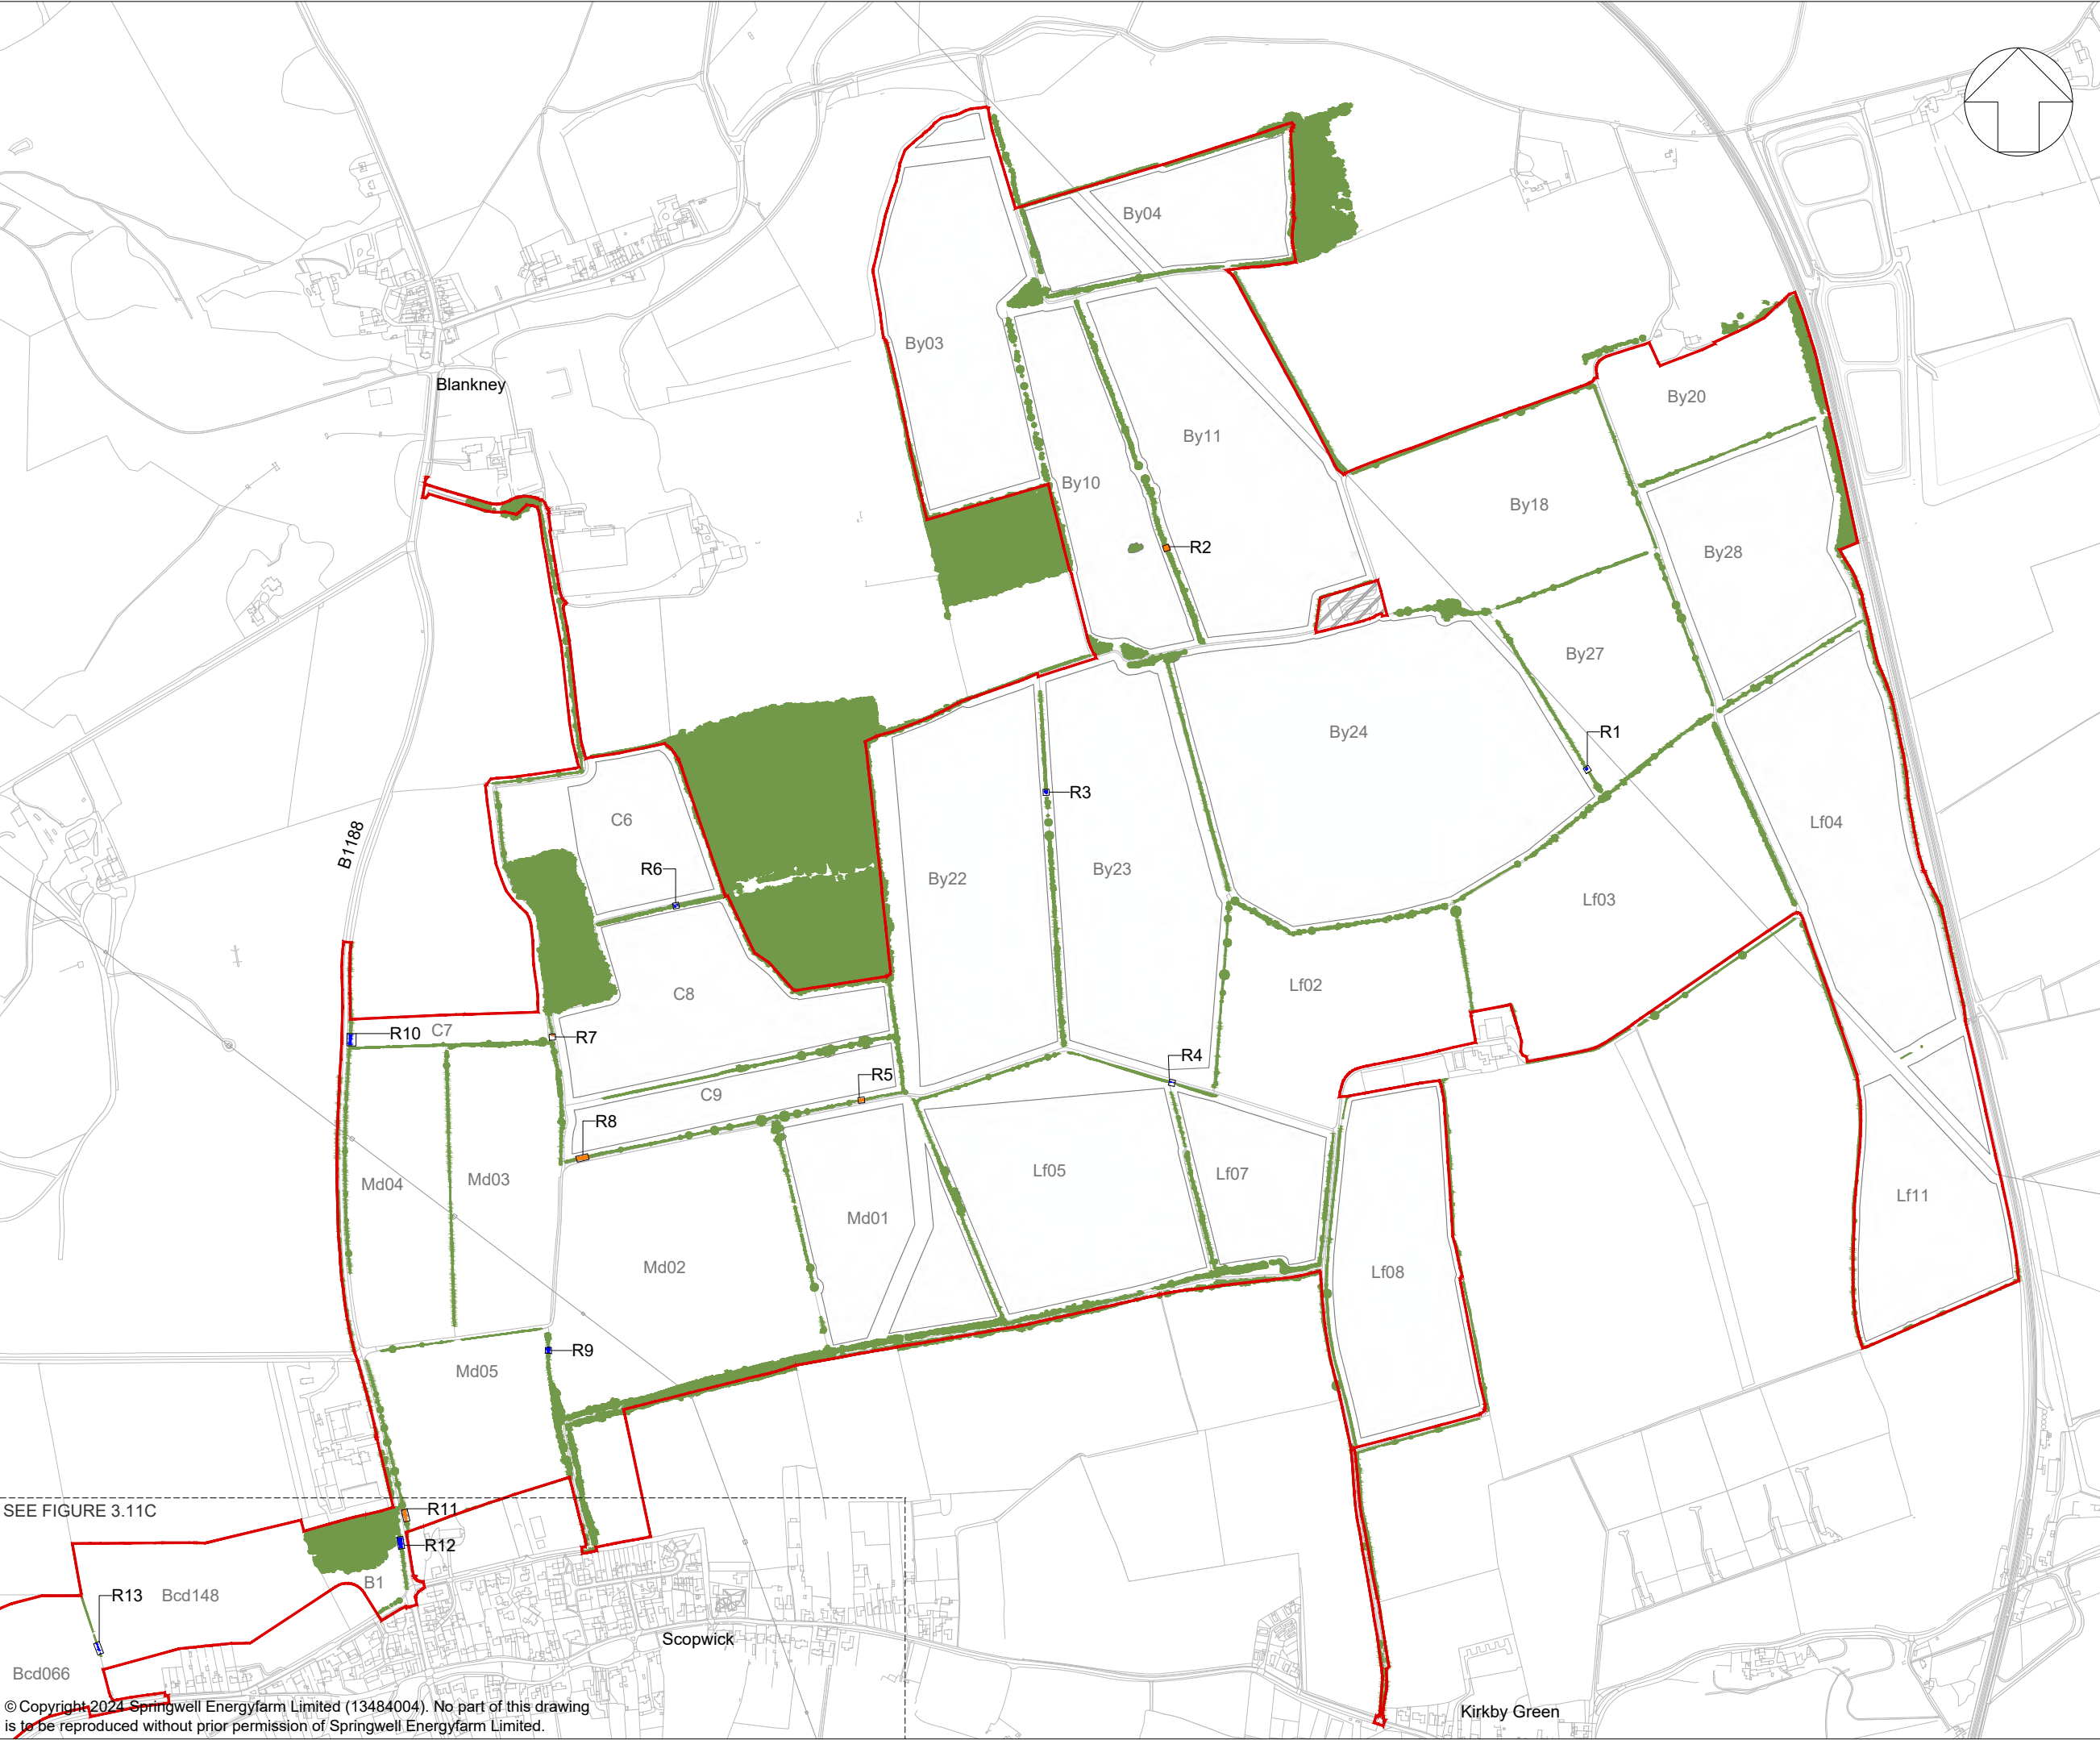 By04
By03
Blankney
By20
By11
By10
By18
R2
By28
By27
By24
R1
R3
C6
Lf04
B1188
R6
By22
By23
Lf03
Lf02
C8
C7
R10
R7
R4
R5
C9
R8
Lf05
Lf07
Md04
Md03
Lf11
Md01
Md02
Lf08
R9
Md05
SEE FIGURE 3.11C
R11
R12
B1
R13
Bcd148
Scopwick
Bcd066
Kirkby Green
© Copyright 2024 Springwell Energyfarm Limited (13484004). No part of this drawing
is to be reproduced without prior permission of Springwell Energyfarm Limited.